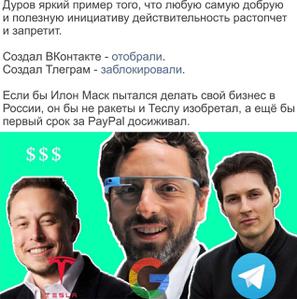 Дуров яркий пример того, что любую самую добрую
и полезную инициативу действительность растопчет
и запретит.
Создал ВКонтакте - отобрали.
Создал Тлеграм - заблокировали.
Если бы Илон Маск пытался делать свой бизнес в
России, он бы не ракеты и Теслу изобретал, а ещё бы
первый срок за PayPal досиживал.
$$$
TESLA